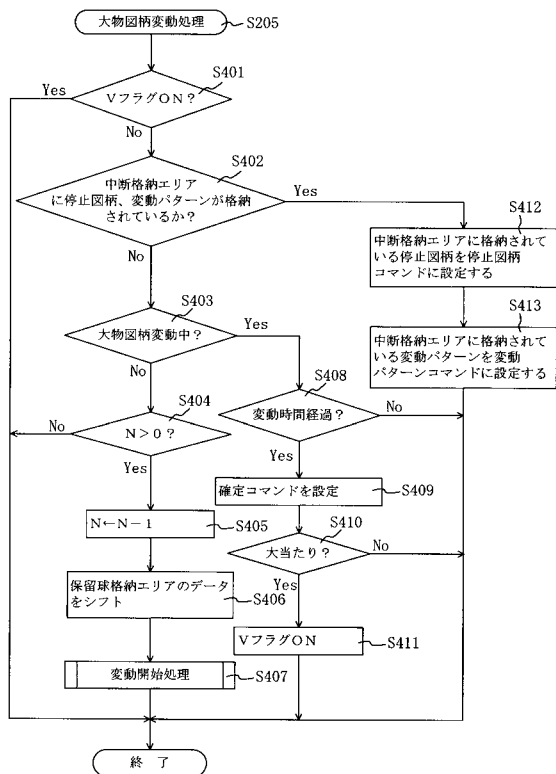 大物図柄変動処理
S205
S401
VフラグON?
Yes
No
S402
中断格納エリア
に停止図柄、変動パターンが格納
されているか?
Yes
No
S412
中断格納エリアに格納されて
いる停止図柄を停止図柄
コマンドに設定する
S413
中断格納エリアに格納されて
いる変動パターンを変動
パターンコマンドに設定する
S403
大物図柄変動中?
Yes
No
S408
変動時間経過?
No
Yes
S404
N>0?
No
Yes
確定コマンドを設定
S409
S410
大当たり?
No
Yes
N←N-1
S405
保留球格納エリアのデータ
をシフト
S406
VフラグON
S411
変動開始処理
S407
終 了